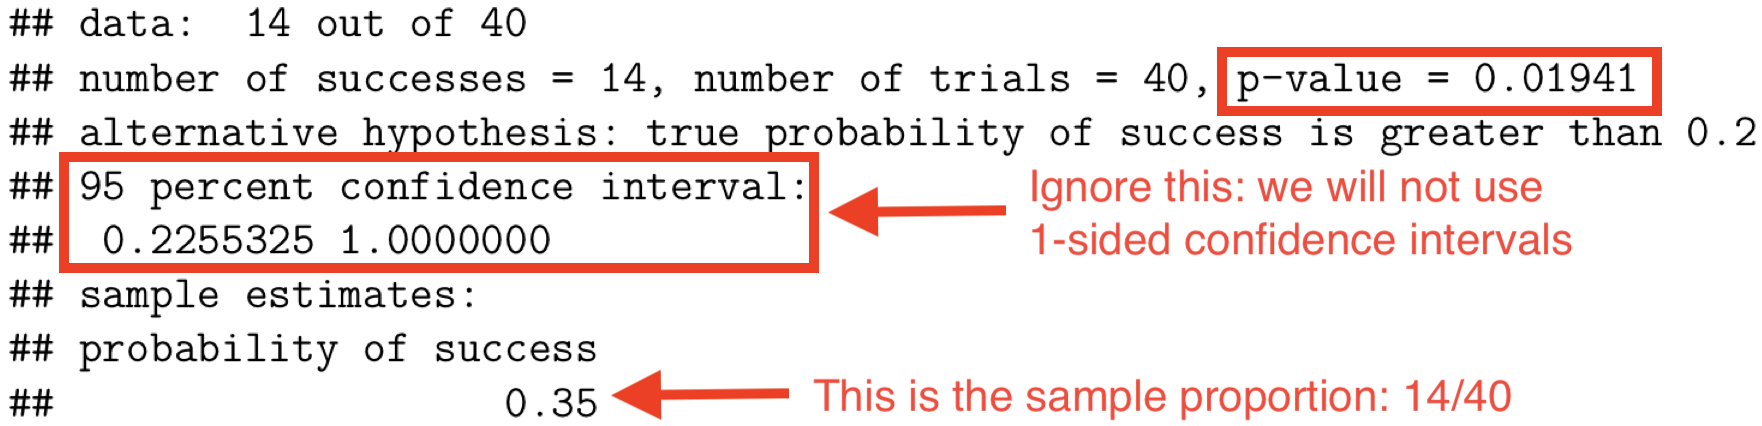 ## data:  14 out of 40
## number of successes = 14, number of trials = 40, p-value = 0.01941
## alternative hypothesis: true probability of success is greater than 0.2
## 95 percent confidence interval:
Ignore this: we will not use
##  0.2255325 1.0000000
1-sided confidence intervals
## sample estimates:
## probability of success
##                   0.35
This is the sample proportion: 14/40